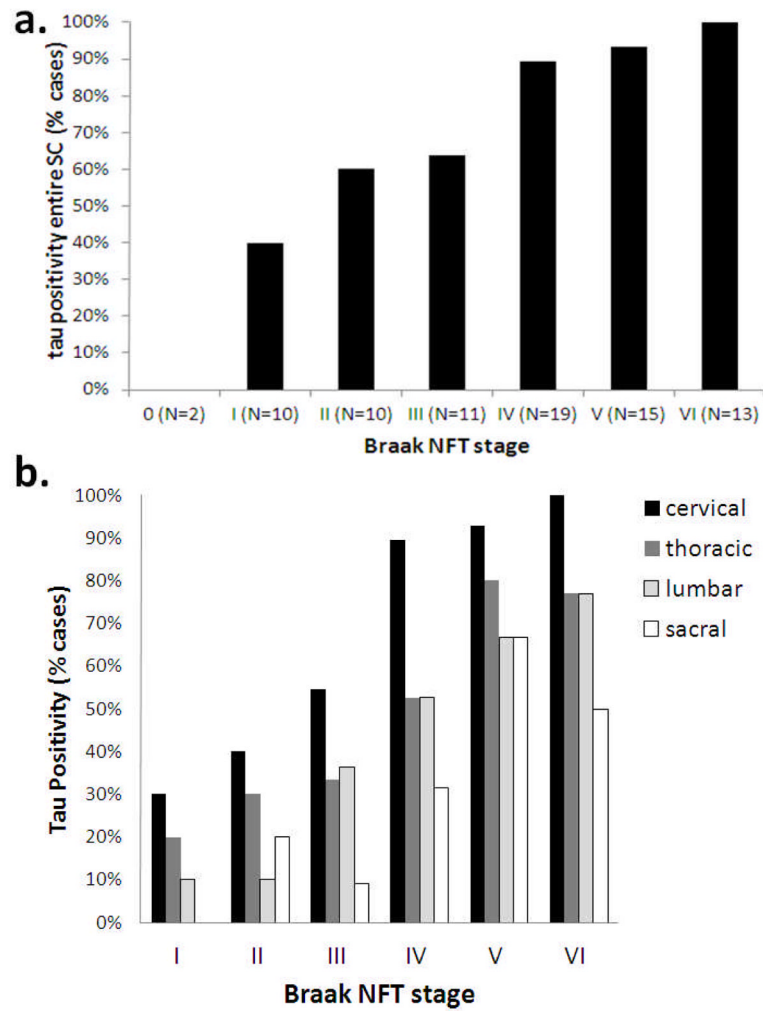 a.
tau positivity entire SC (% cases)
100%
90%
80%
70%
60%
50%
40%
30%
20%
10%
0%
0 (N=2) I (N=10) II (N=10) III (N=11) IV (N=19) V (N=15) VI (N=13)
Braak NFT stage
b.
Tau Positivity (% cases)
100%
90%
80%
70%
60%
50%
40%
30%
20%
10%
0%
I II III IV V VI
Braak NFT stage
cervical
thoracic
lumbar
sacral